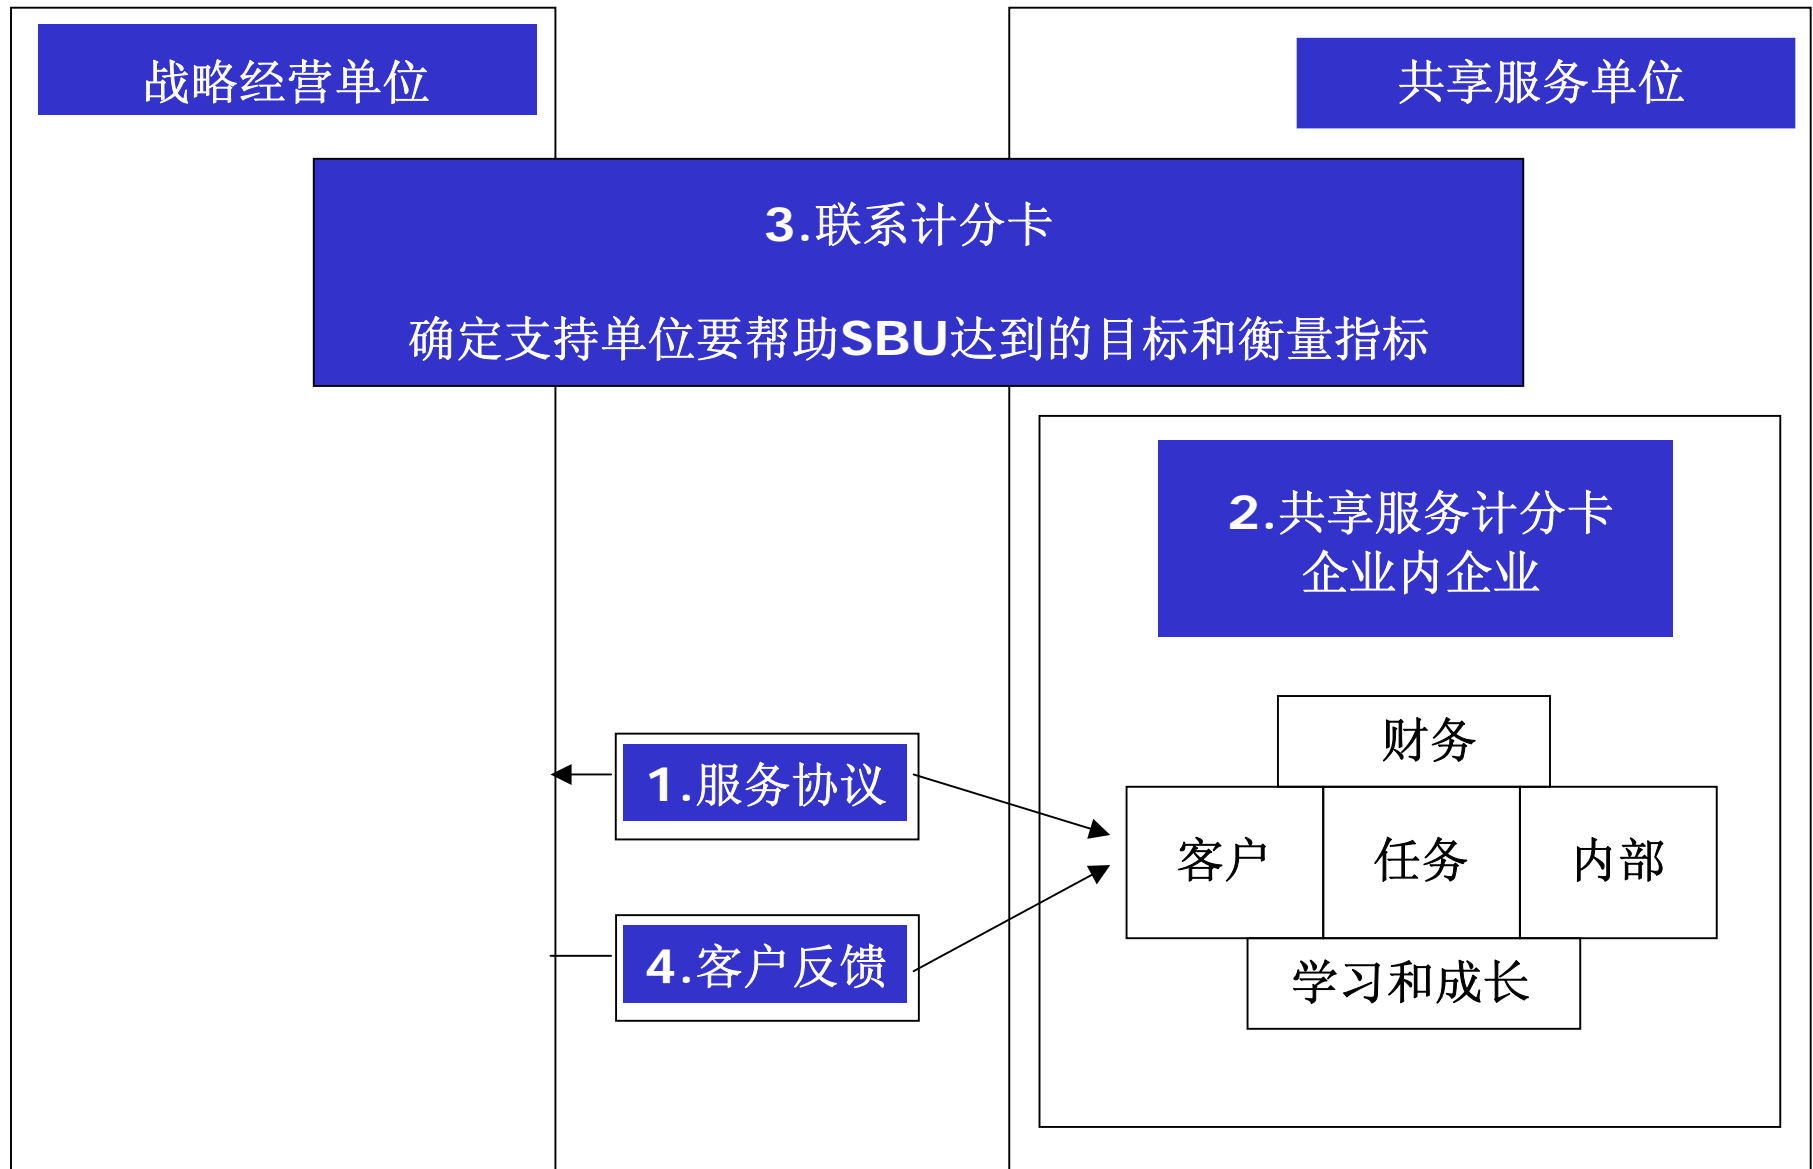 战略经营单位
共享服务单位
3.联系计分卡
确定支持单位要帮助SBU达到的目标和衡量指标
2.共享服务计分卡
企业内企业
财务
1.服务协议
客户
任务
内部
4.客户反馈
学习和成长